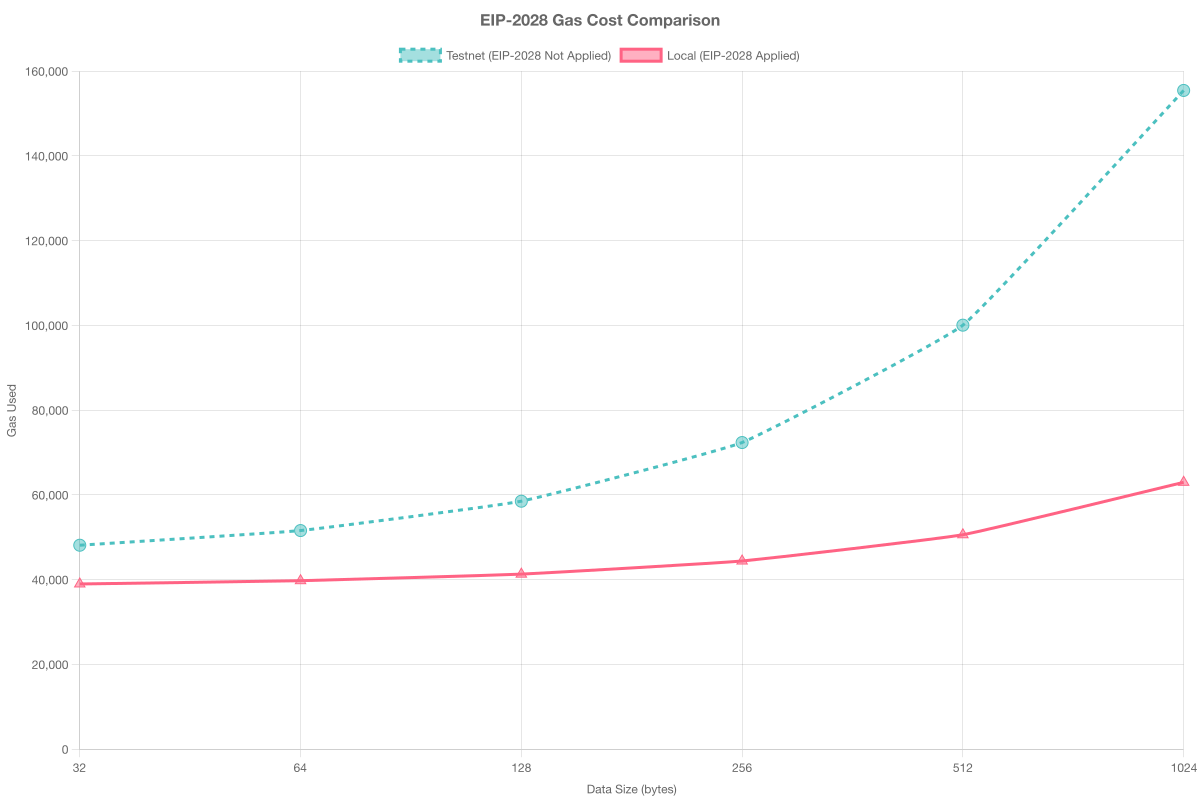 EIP-2028 Gas Cost Comparison
Testnet (EIP-2028 Not Applied) Local (EIP-2028 Applied)
160,000
140,000
120,000
100,000
80,000
60,000
40,000
20,000
0
Gas Used
32 64 128 256 512 1024
Data Size (bytes)